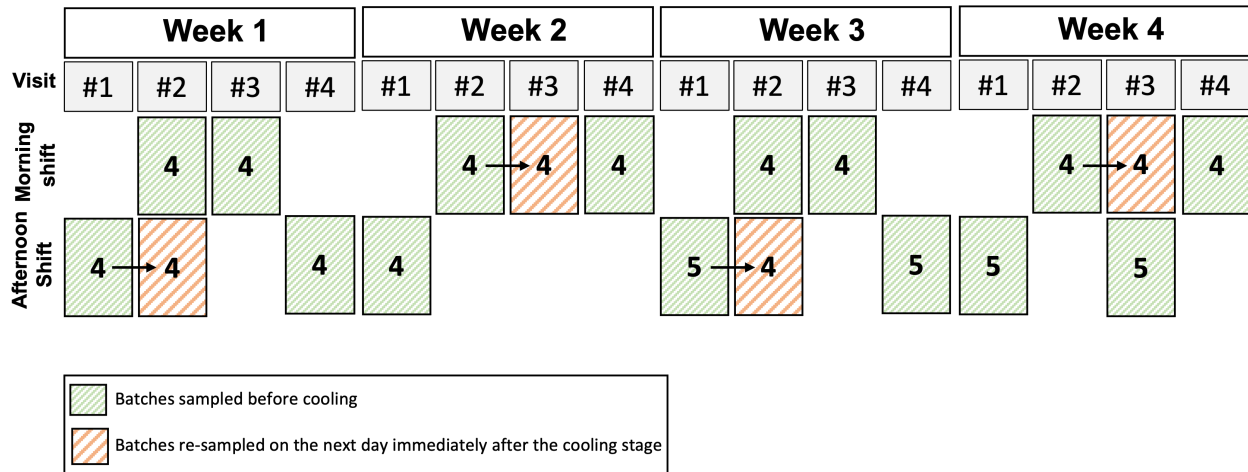 Week 1 Week 2 Week 3 Week 4
Visit #1 #2 #3 #4 #1 #2 #3 #4 #1 #2 #3 #4 #1 #2 #3 #4
Morning
shift
4 4 4 4 4 4 4 4 4 4
Afternoon
Shift
4 4 4 4 5 4 5 5 5
Batches sampled before cooling
Batches re-sampled on the next day immediately after the cooling stage